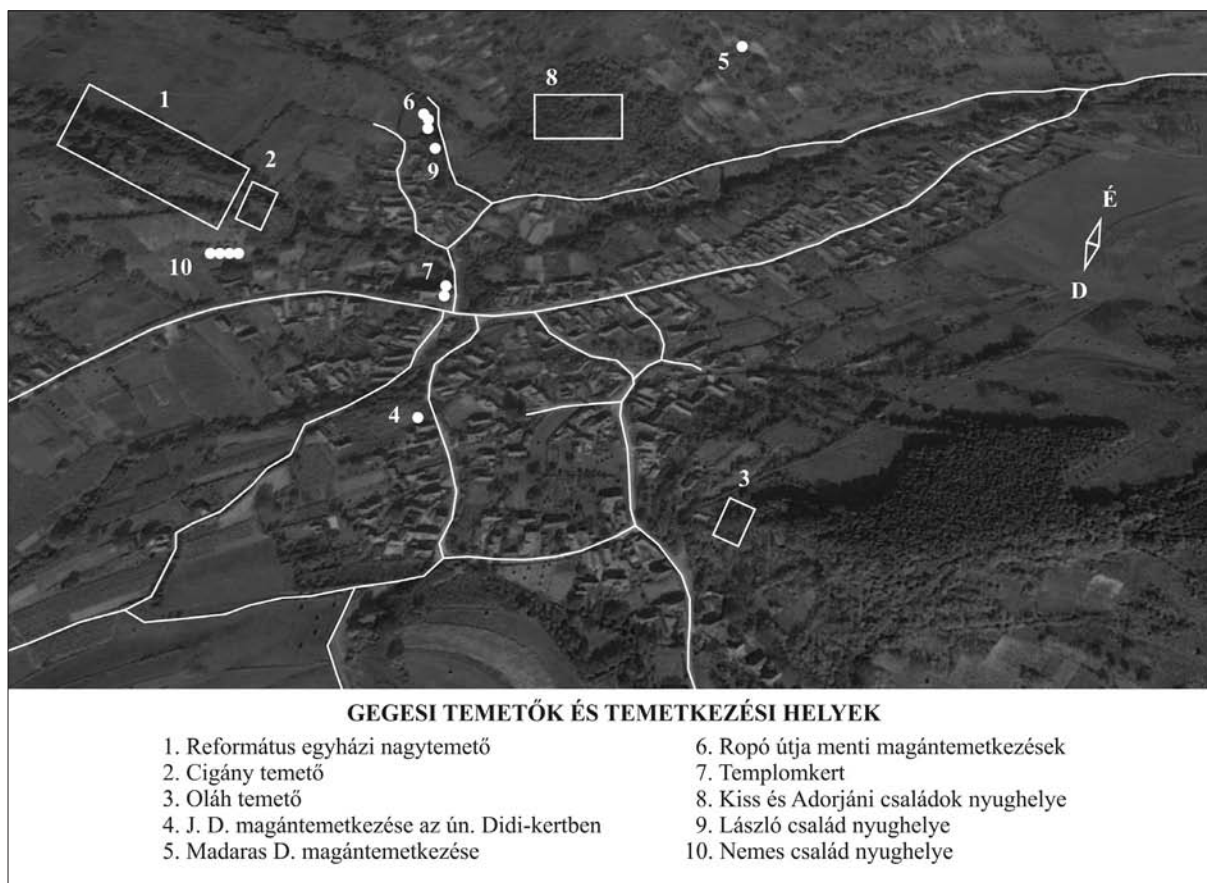 5
8
1
6
2
9
É
D
10
7
4
3
GEGESI TEMETŐK ÉS TEMETKEZÉSI HELYEK
1. Református egyházi nagytemető
2. Cigány temető
3. Oláh temető
4. J. D. magántemetkezése az ún. Didi-kertben
5. Madaras D. magántemetkezése
6. Ropó útja menti magántemetkezések
7. Templomkert
8. Kiss és Adorjáni családok nyughelye
9. László család nyughelye
10. Nemes család nyughelye